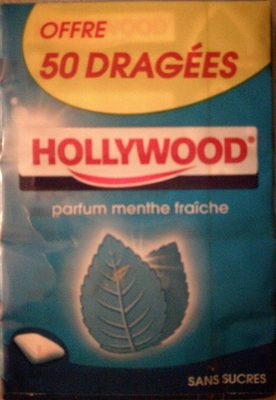 OFFRE
50 DRAGÉES
HOLLYWOOD
parfum menthe fraîche
SANS SUCRES